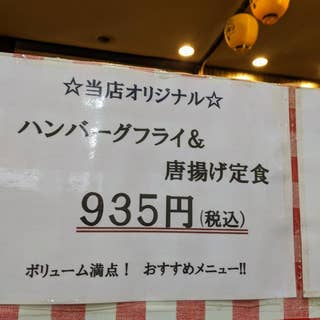 ☆当店オリジナル☆
ハンバーグフライ&
唐揚げ定食
935円(税込)
ボリューム満点! おすすめメニュー!!